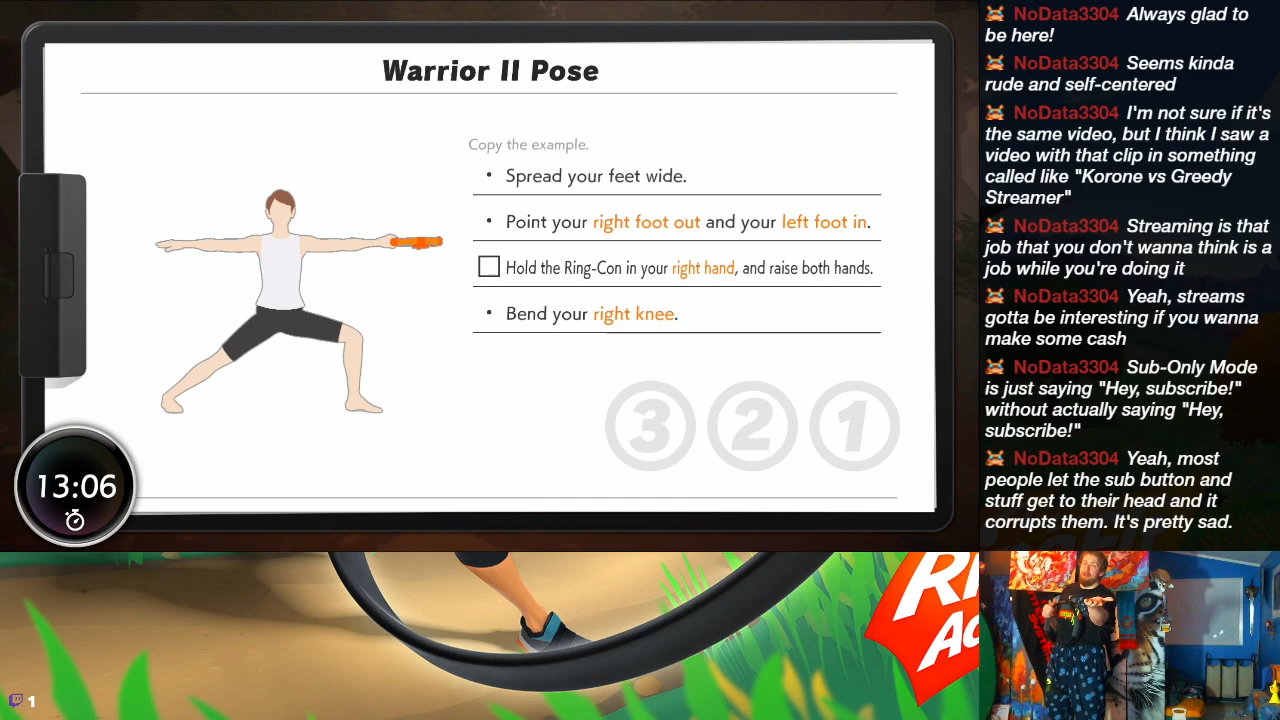 Warrior II Pose
Copy the example.
• Spread your feet wide.
• Point your right foot out and your left foot in.
Hold the Ring-Con in your right hand, and raise both hands.
• Bend your right knee.
3 2 1
13:06
1
NoData3304 Always glad to
be here!
NoData3304 Seems kinda
rude and self-centered
NoData3304 I'm not sure if it's
the same video, but I think I saw a
video with that clip in something
called like "Korone vs Greedy
Streamer"
NoData3304 Streaming is that
job that you don't wanna think is a
job while you're doing it
NoData3304 Yeah, streams
gotta be interesting if you wanna
make some cash
NoData3304 Sub-Only Mode
is just saying "Hey, subscribe!"
without actually saying "Hey,
subscribe!"
NoData3304 Yeah, most
people let the sub button and
stuff get to their head and it
corrupts them. It's pretty sad.